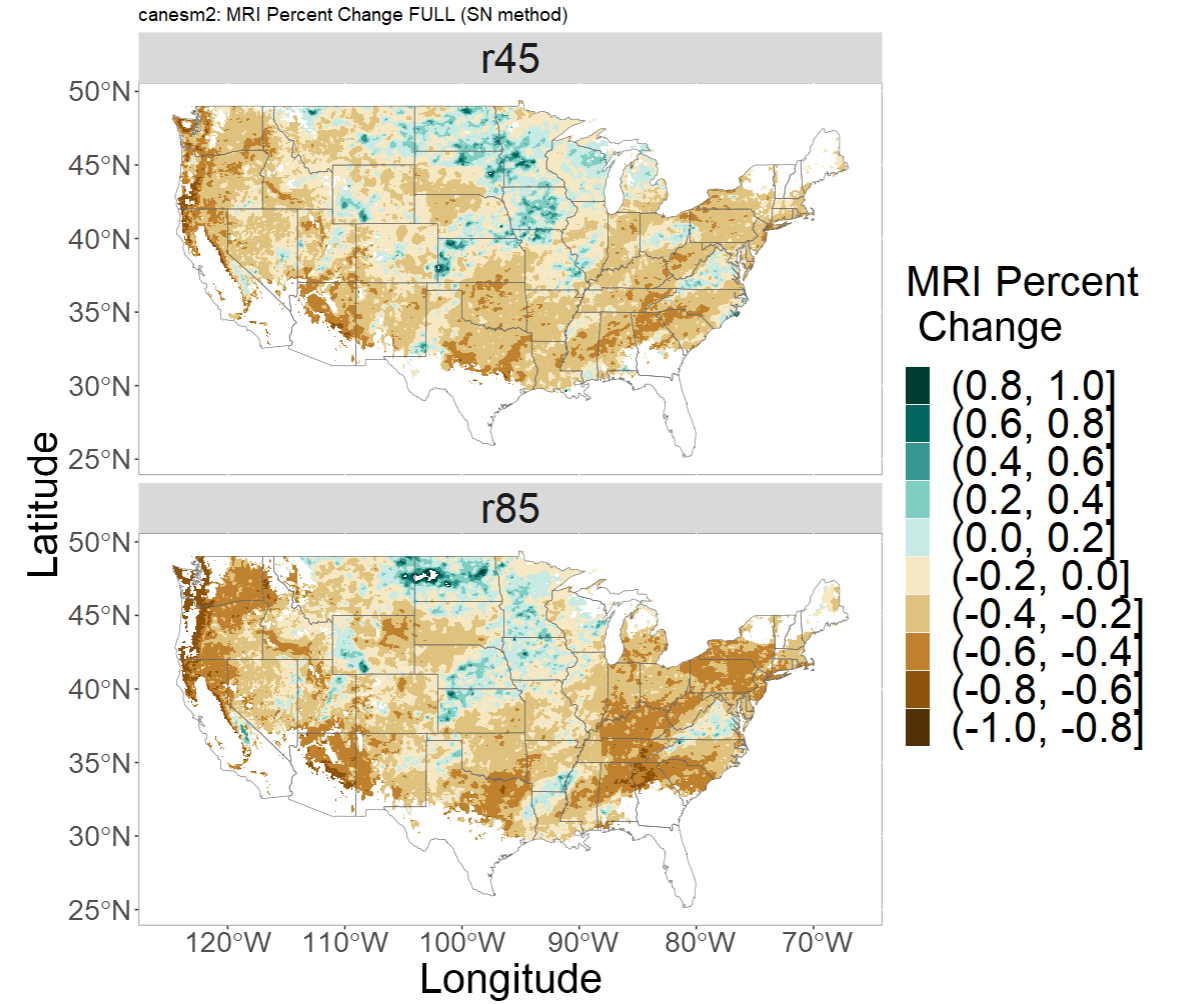 canesm2: MRI Percent Change FULL (SN method)
r45
50°N
45°N
40°N
35°N
30°N
25°N
r85
50°N
45°N
40°N
35°N
30°N
25°N
120°W 110°W 100°W 90°W 80°W 70°W
Longitude
Latitude
MRI Percent
Change
(0.8, 1.0]
(0.6, 0.8]
(0.4, 0.6]
(0.2, 0.4]
(0.0, 0.2]
(-0.2, 0.0]
(-0.4, -0.2]
(-0.6, -0.4]
(-0.8, -0.6]
(-1.0, -0.8]